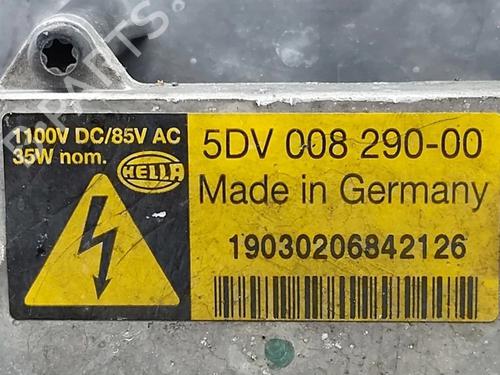 1100V DC/85V AC
35W nom.
HELLA
5DV 008 290-00
Made in Germany
19030206842126